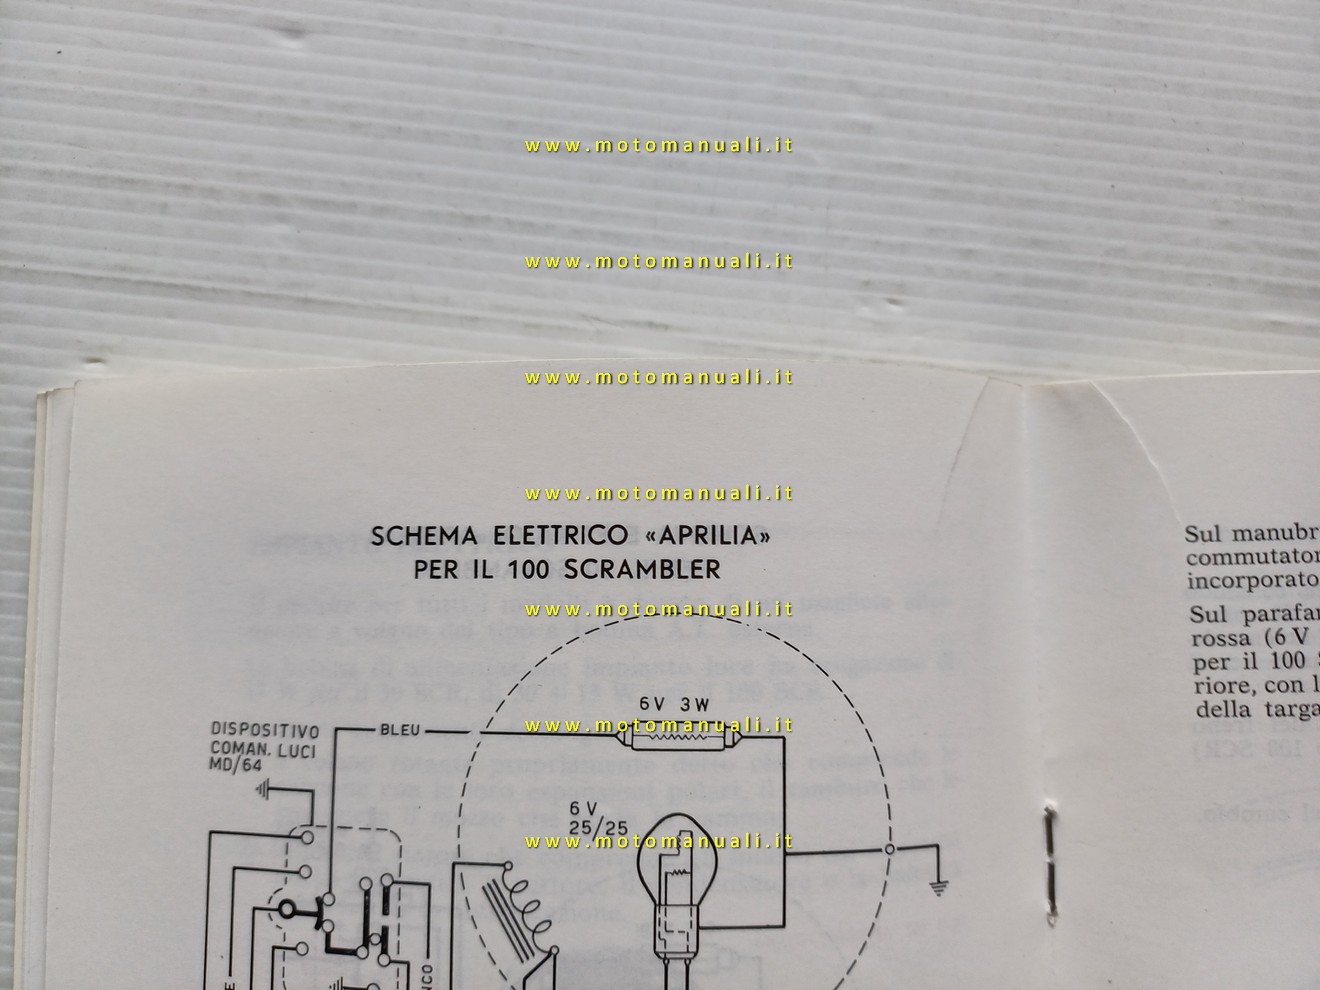 www.motomanuali.it
www.motomanuali.it
www.motomanuali.it
www.motomanuali.it
SCHEMA ELETTRICO «APRILIA»
PER IL 100 SCRAMBLER
www.motomanuali.it
6V 3W
www.motomanuali.it
BLEU
DISPOSITIVO
COMAN. LUCI
MD/64
6 V
25/25
www.motomanuali.it
NCO
E
Sul manubr
commutator
incorporato
Sul parafan
rossa (6 V
per il 100 S
riore, con l
della targa